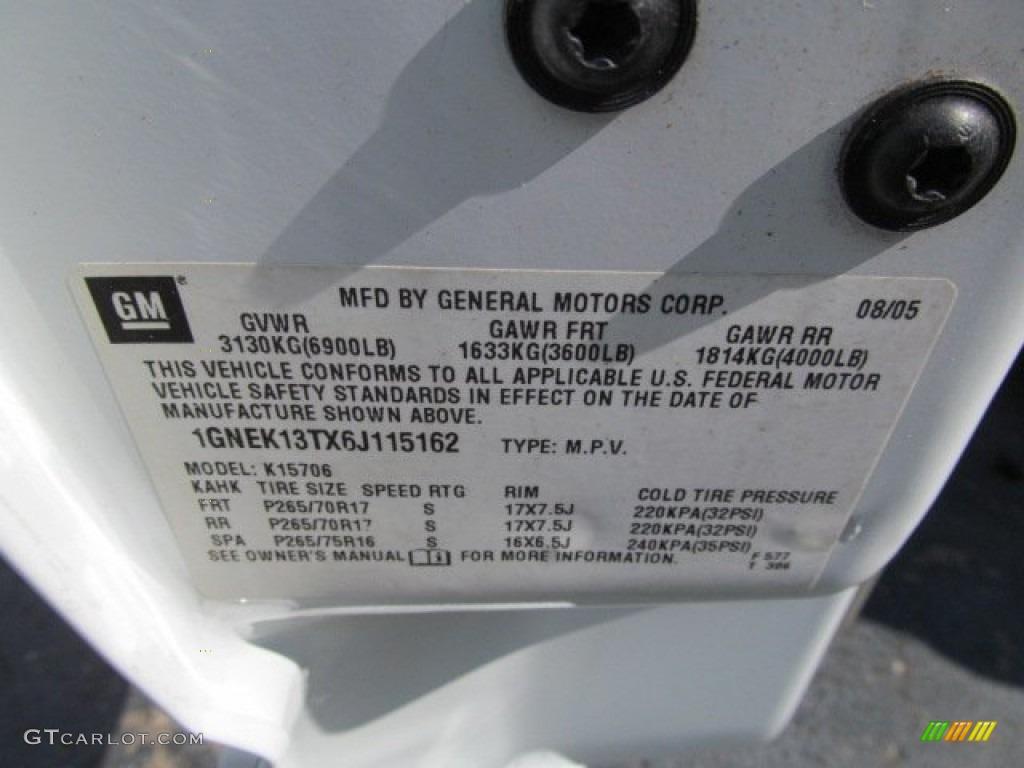 GM®
MFD BY GENERAL MOTORS CORP. 08/05
GVWR GAWR FRT GAWR RR
3130KG(6900LB) 1633KG(3600LB) 1814KG(4000LB)
THIS VEHICLE CONFORMS TO ALL APPLICABLE U.S. FEDERAL MOTOR
VEHICLE SAFETY STANDARDS IN EFFECT ON THE DATE OF
MANUFACTURE SHOWN ABOVE.
1GNEK13TX6J115162 TYPE: M.P.V.
MODEL: K15706
KAHK TIRE SIZE SPEED RTG RIM COLD TIRE PRESSURE
FRT P265/70R17 S 17X7.5J 220KPA(32PSI)
RR P265/70R17 S 17X7.5J 220KPA(32PSI)
SPA P265/75R16 S 16X6.5J 240KPA(35PSI)
SEE OWNER'S MANUAL FOR MORE INFORMATION. F 577
T
GTCARLOT.COM